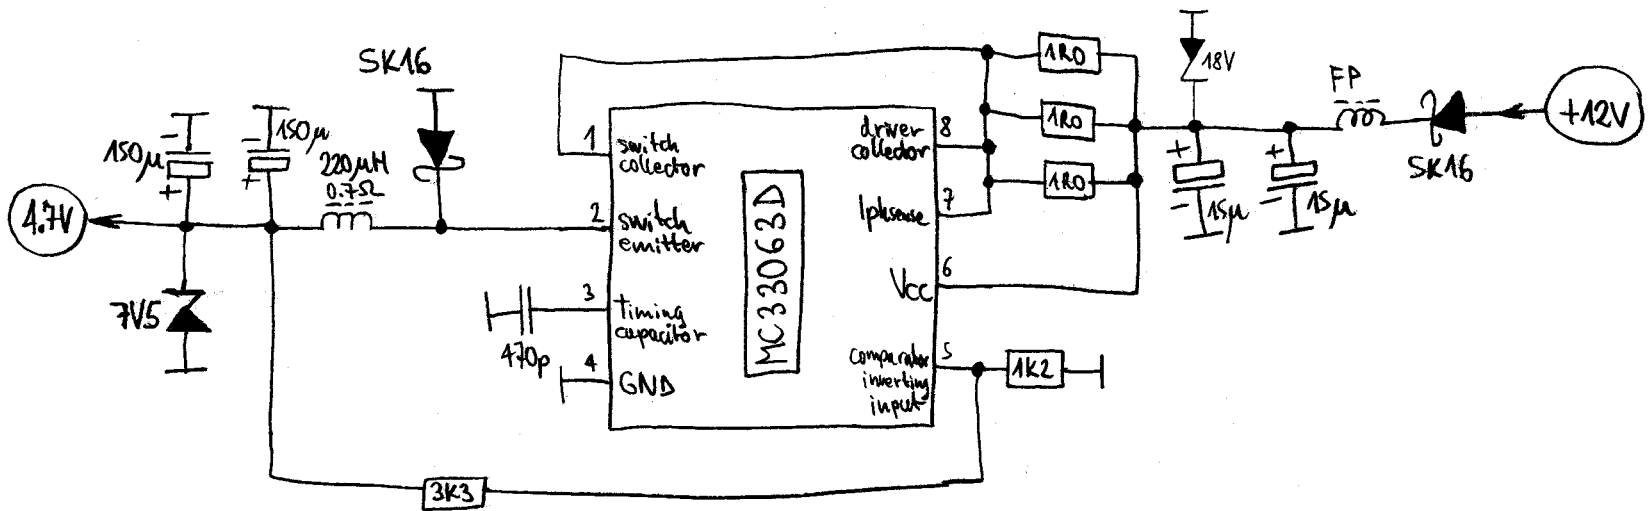 SK16
150µ
150µ
220µH
0.7Ω
4.7V
7V5
470p
3K3
1
switch
collector
2
switch
emitter
3
timing
capacitor
4
GND
MC33063D
8
driver
collector
7
Ipksense
6
Vcc
5
comparator
inverting
input
1R0
1R0
1R0
1K2
18V
FP
+12V
SK16
+
-
15µ
+
-
15µ
-
+
-
+